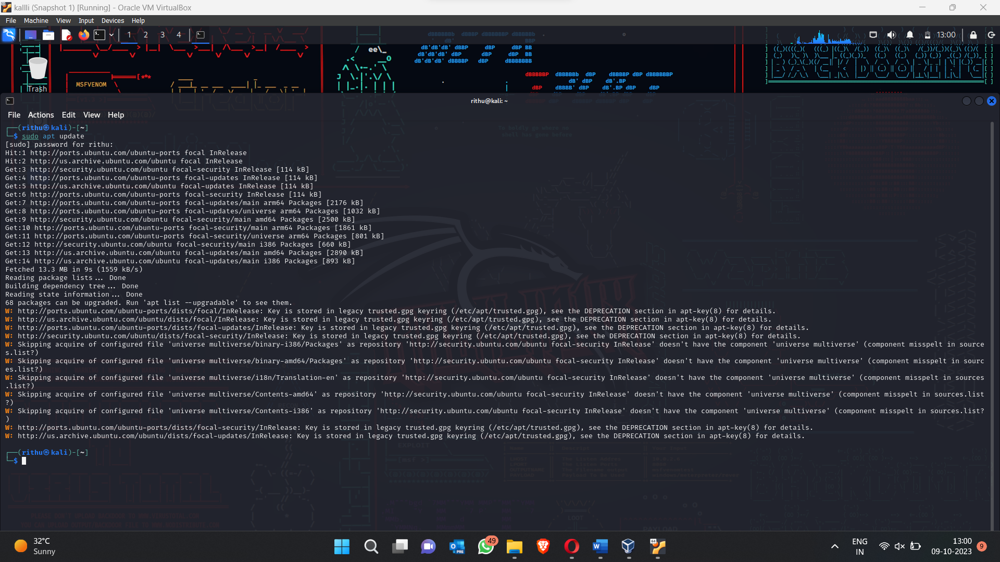 kallli (Snapshot 1) [Running] - Oracle VM VirtualBox
File Machine View Input Devices Help
1 2 3 4
13:00
Trash
MSFVENOM
rithu@kali: ~
File Actions Edit View Help
┌──(rithu㉿kali)-[~]
└─$ sudo apt update
[sudo] password for rithu:
Hit:1 http://ports.ubuntu.com/ubuntu-ports focal InRelease
Hit:2 http://us.archive.ubuntu.com/ubuntu focal InRelease
Get:3 http://security.ubuntu.com/ubuntu focal-security InRelease [114 kB]
Get:4 http://ports.ubuntu.com/ubuntu-ports focal-updates InRelease [114 kB]
Get:5 http://us.archive.ubuntu.com/ubuntu focal-updates InRelease [114 kB]
Get:6 http://ports.ubuntu.com/ubuntu-ports focal-security InRelease [114 kB]
Get:7 http://ports.ubuntu.com/ubuntu-ports focal-updates/main arm64 Packages [2176 kB]
Get:8 http://ports.ubuntu.com/ubuntu-ports focal-updates/universe arm64 Packages [1032 kB]
Get:9 http://security.ubuntu.com/ubuntu focal-security/main amd64 Packages [2500 kB]
Get:10 http://ports.ubuntu.com/ubuntu-ports focal-security/main arm64 Packages [1861 kB]
Get:11 http://ports.ubuntu.com/ubuntu-ports focal-security/universe arm64 Packages [801 kB]
Get:12 http://security.ubuntu.com/ubuntu focal-security/main i386 Packages [660 kB]
Get:13 http://us.archive.ubuntu.com/ubuntu focal-updates/main amd64 Packages [2890 kB]
Get:14 http://us.archive.ubuntu.com/ubuntu focal-updates/main i386 Packages [893 kB]
Fetched 13.3 MB in 9s (1559 kB/s)
Reading package lists... Done
Building dependency tree... Done
Reading state information... Done
68 packages can be upgraded. Run 'apt list --upgradable' to see them.
W: http://ports.ubuntu.com/ubuntu-ports/dists/focal/InRelease: Key is stored in legacy trusted.gpg keyring (/etc/apt/trusted.gpg), see the DEPRECATION section in apt-key(8) for details.
W: http://us.archive.ubuntu.com/ubuntu/dists/focal/InRelease: Key is stored in legacy trusted.gpg keyring (/etc/apt/trusted.gpg), see the DEPRECATION section in apt-key(8) for details.
W: http://ports.ubuntu.com/ubuntu-ports/dists/focal-updates/InRelease: Key is stored in legacy trusted.gpg keyring (/etc/apt/trusted.gpg), see the DEPRECATION section in apt-key(8) for details.
W: http://security.ubuntu.com/ubuntu/dists/focal-security/InRelease: Key is stored in legacy trusted.gpg keyring (/etc/apt/trusted.gpg), see the DEPRECATION section in apt-key(8) for details.
W: Skipping acquire of configured file 'universe multiverse/binary-i386/Packages' as repository 'http://security.ubuntu.com/ubuntu focal-security InRelease' doesn't have the component 'universe multiverse' (component misspelt in source
s.list?)
W: Skipping acquire of configured file 'universe multiverse/binary-amd64/Packages' as repository 'http://security.ubuntu.com/ubuntu focal-security InRelease' doesn't have the component 'universe multiverse' (component misspelt in sourc
es.list?)
W: Skipping acquire of configured file 'universe multiverse/i18n/Translation-en' as repository 'http://security.ubuntu.com/ubuntu focal-security InRelease' doesn't have the component 'universe multiverse' (component misspelt in sources
.list?)
W: Skipping acquire of configured file 'universe multiverse/Contents-amd64' as repository 'http://security.ubuntu.com/ubuntu focal-security InRelease' doesn't have the component 'universe multiverse' (component misspelt in sources.list
?)
W: Skipping acquire of configured file 'universe multiverse/Contents-i386' as repository 'http://security.ubuntu.com/ubuntu focal-security InRelease' doesn't have the component 'universe multiverse' (component misspelt in sources.list?
)
W: http://ports.ubuntu.com/ubuntu-ports/dists/focal-security/InRelease: Key is stored in legacy trusted.gpg keyring (/etc/apt/trusted.gpg), see the DEPRECATION section in apt-key(8) for details.
W: http://us.archive.ubuntu.com/ubuntu/dists/focal-updates/InRelease: Key is stored in legacy trusted.gpg keyring (/etc/apt/trusted.gpg), see the DEPRECATION section in apt-key(8) for details.
┌──(rithu㉿kali)-[~]
└─$
32°C
Sunny
49
ENG
IN
13:00
09-10-2023
9